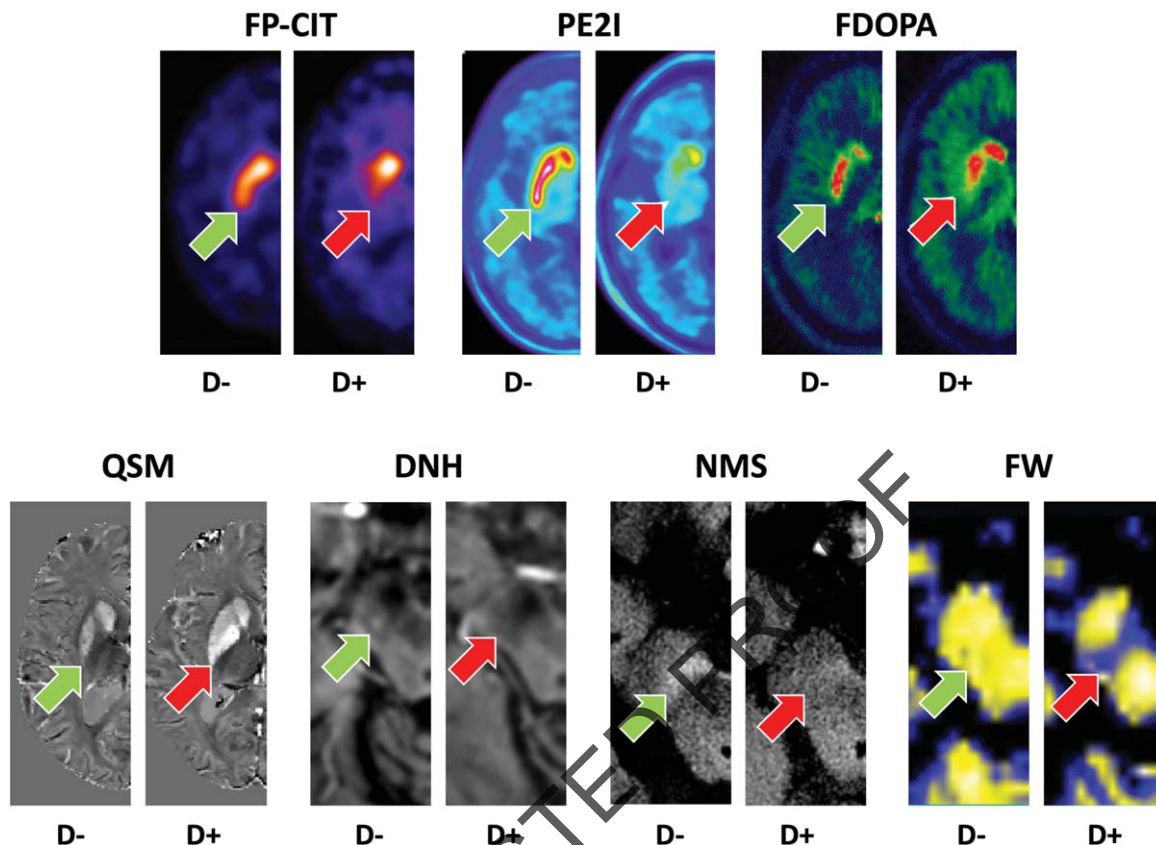 FP-CIT PE2I FDOPA
D- D+ D- D+ D- D+
QSM DNH NMS FW
D- D+ D- D+ D- D+ D- D+